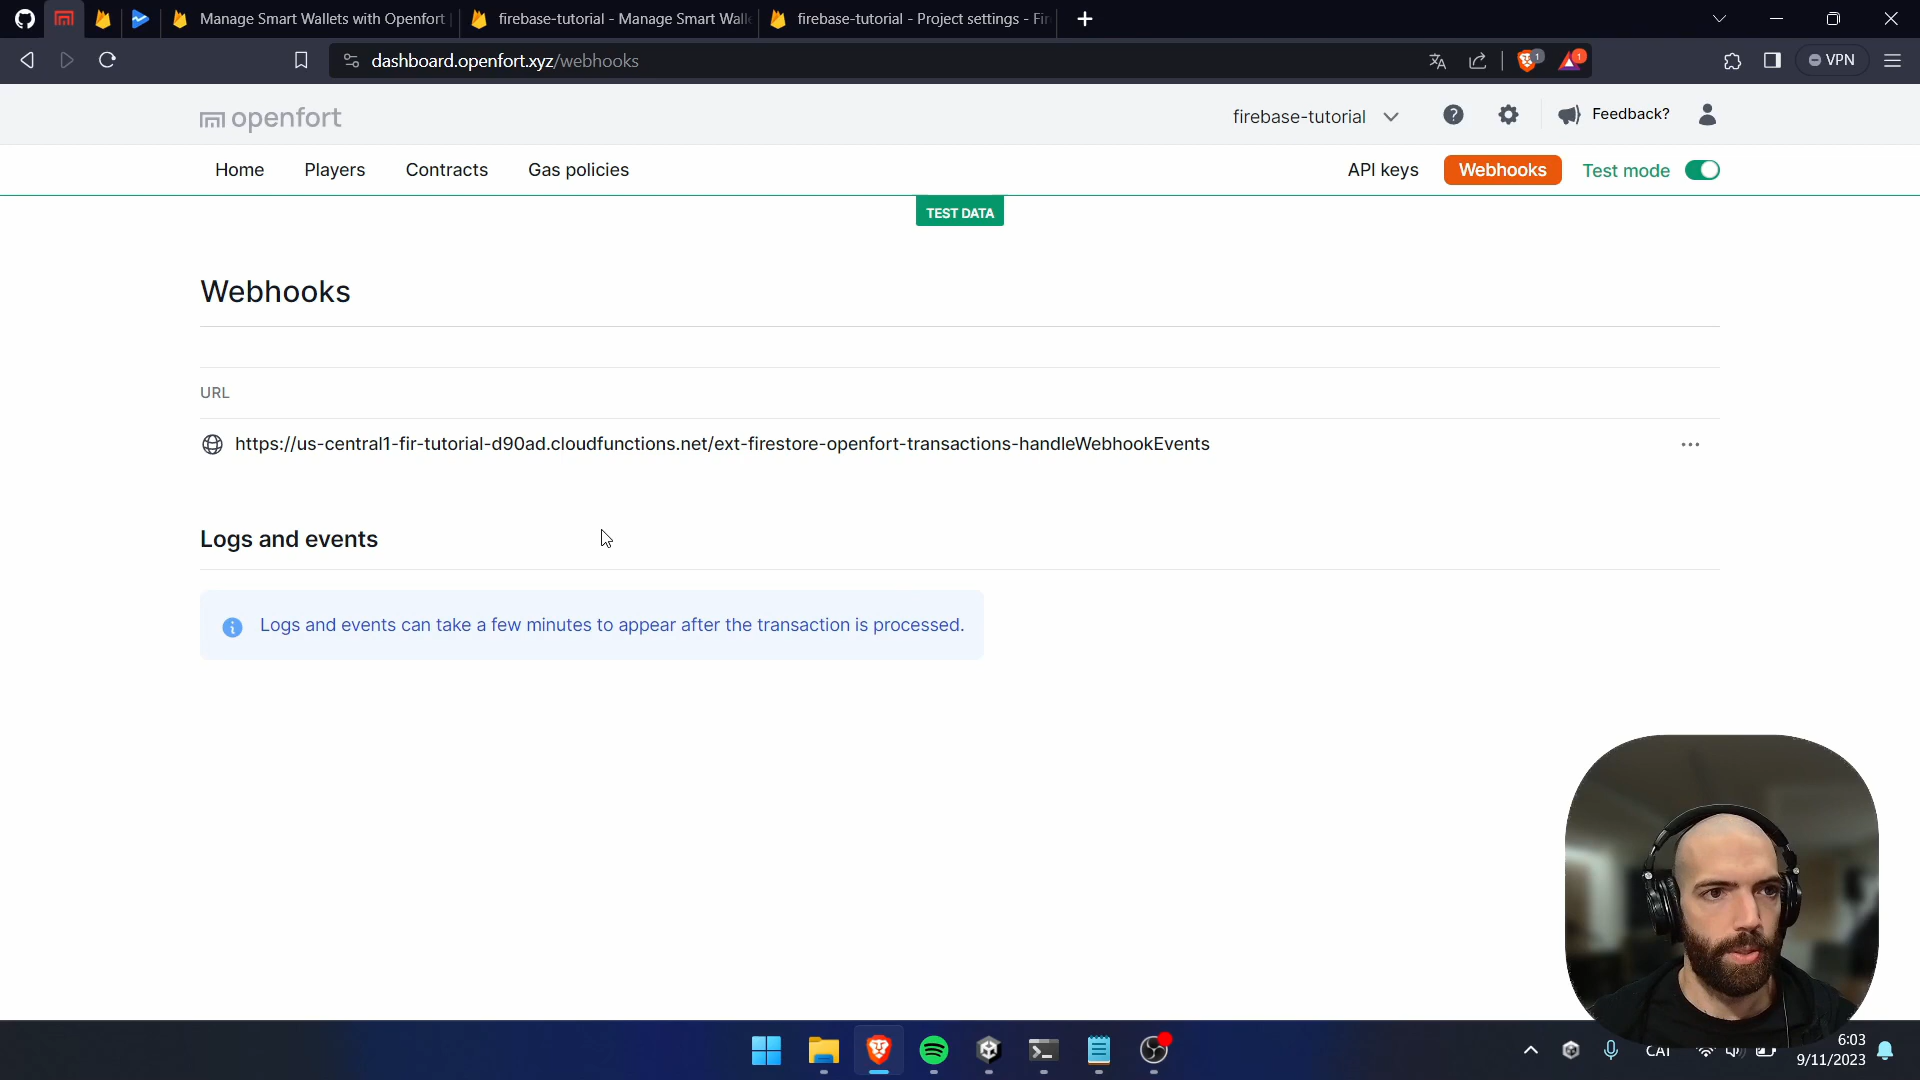 Manage Smart Wallets with Openfort
firebase-tutorial - Manage Smart Wall
firebase-tutorial - Project settings - Fir
dashboard.openfort.xyz/webhooks
1
1
VPN
openfort
firebase-tutorial
Feedback?
Home
Players
Contracts
Gas policies
API keys
Webhooks
Test mode
TEST DATA
Webhooks
URL
https://us-central1-fir-tutorial-d90ad.cloudfunctions.net/ext-firestore-openfort-transactions-handleWebhookEvents
Logs and events
Logs and events can take a few minutes to appear after the transaction is processed.
CAT
6:03
9/11/2023